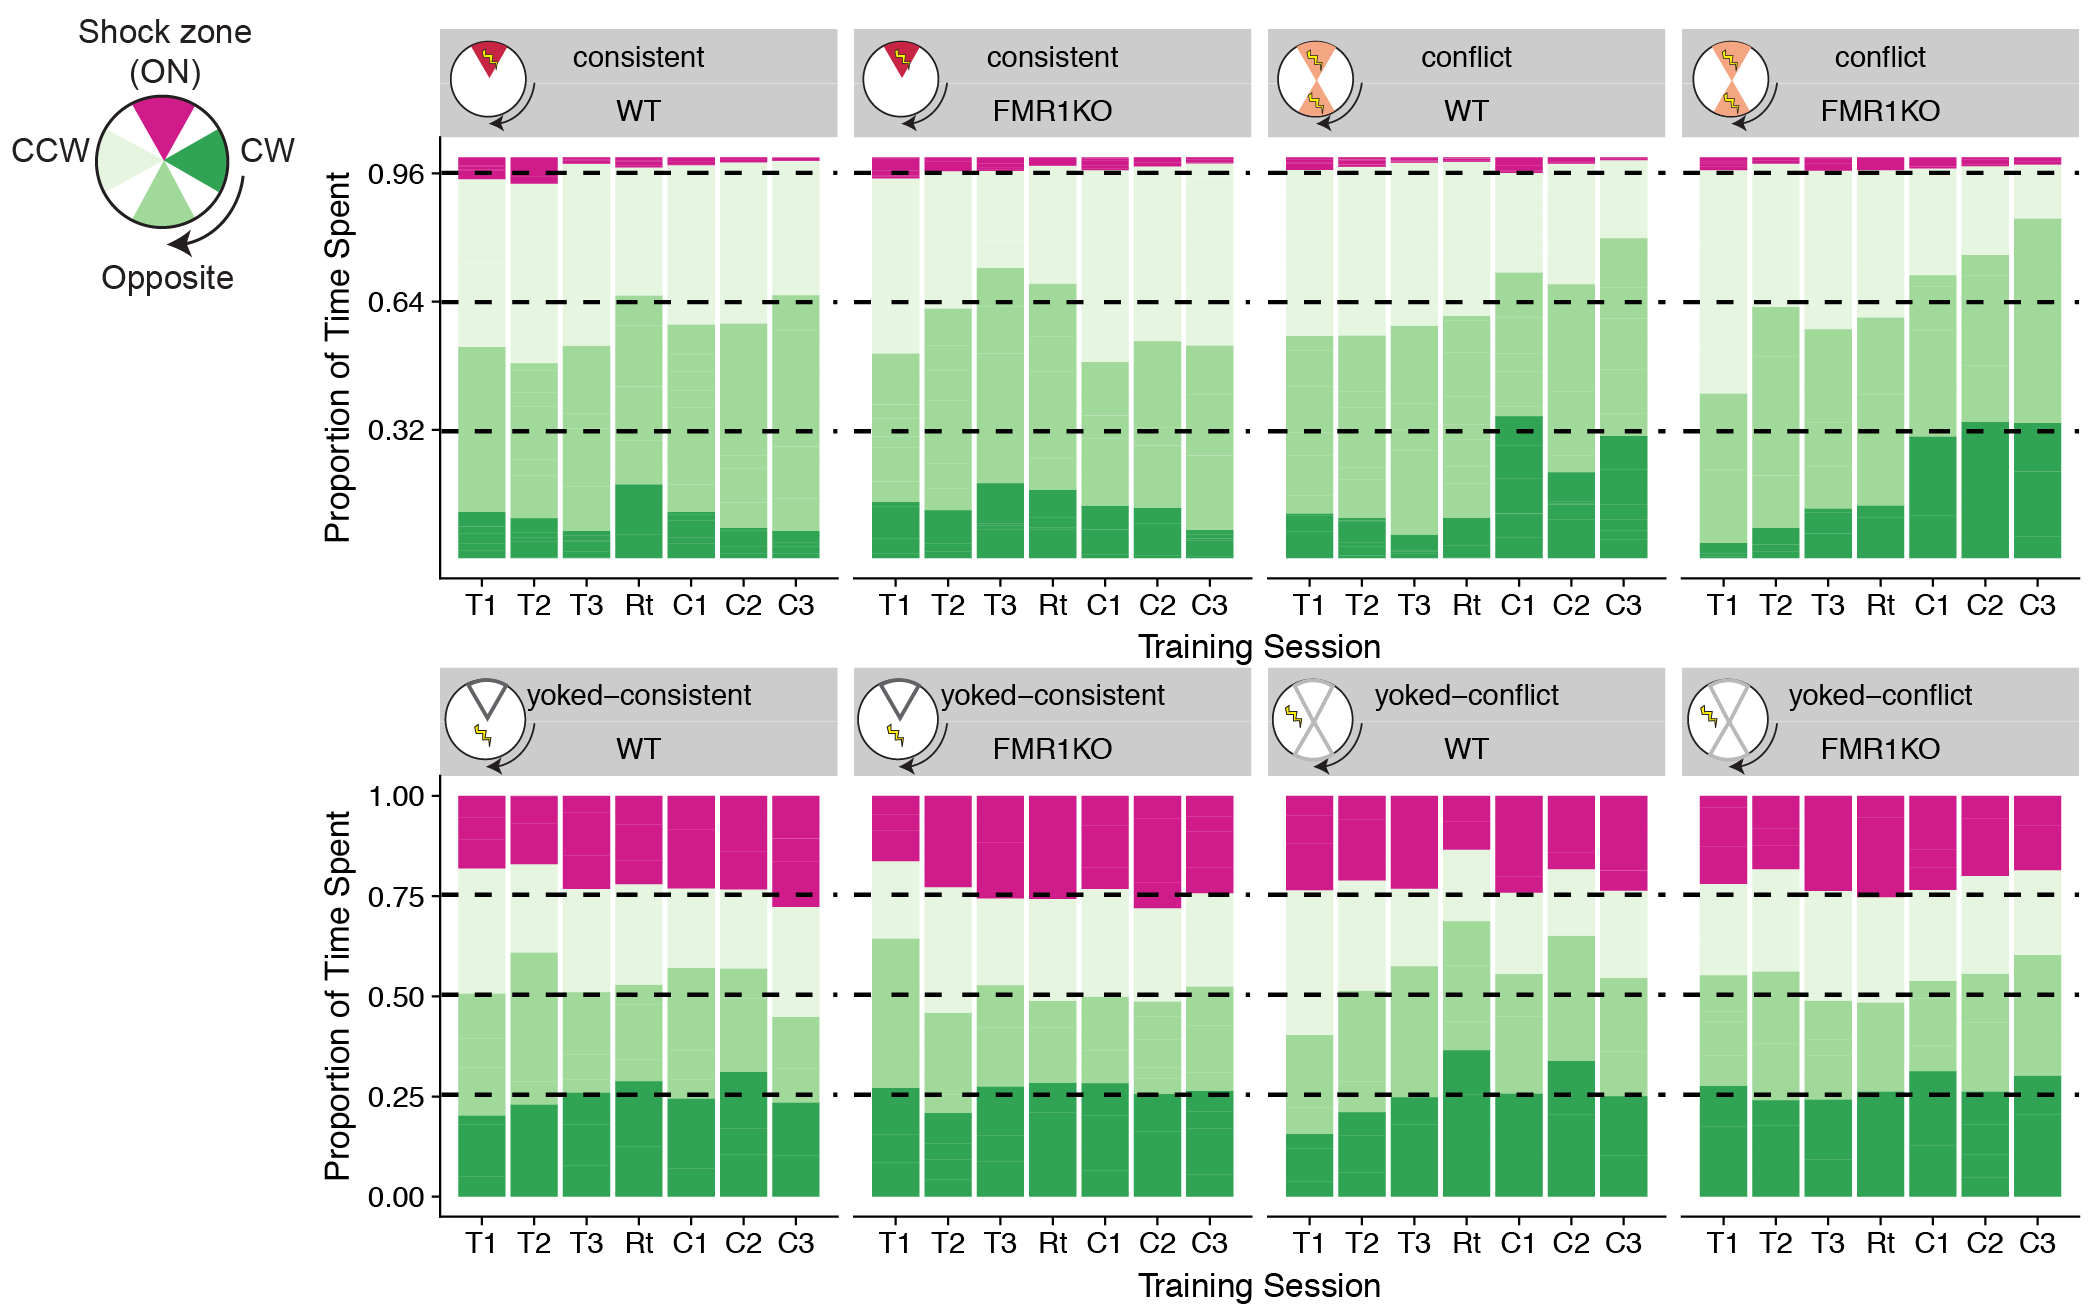 Shock zone
(ON)
CCW
CW
Opposite
consistent
WT
consistent
FMR1KO
conflict
WT
conflict
FMR1KO
Proportion of Time Spent
0.96
0.64
0.32
T1 T2 T3 Rt C1 C2 C3
T1 T2 T3 Rt C1 C2 C3
T1 T2 T3 Rt C1 C2 C3
T1 T2 T3 Rt C1 C2 C3
Training Session
yoked−consistent
WT
yoked−consistent
FMR1KO
yoked−conflict
WT
yoked−conflict
FMR1KO
Proportion of Time Spent
1.00
0.75
0.50
0.25
0.00
T1 T2 T3 Rt C1 C2 C3
T1 T2 T3 Rt C1 C2 C3
T1 T2 T3 Rt C1 C2 C3
T1 T2 T3 Rt C1 C2 C3
Training Session